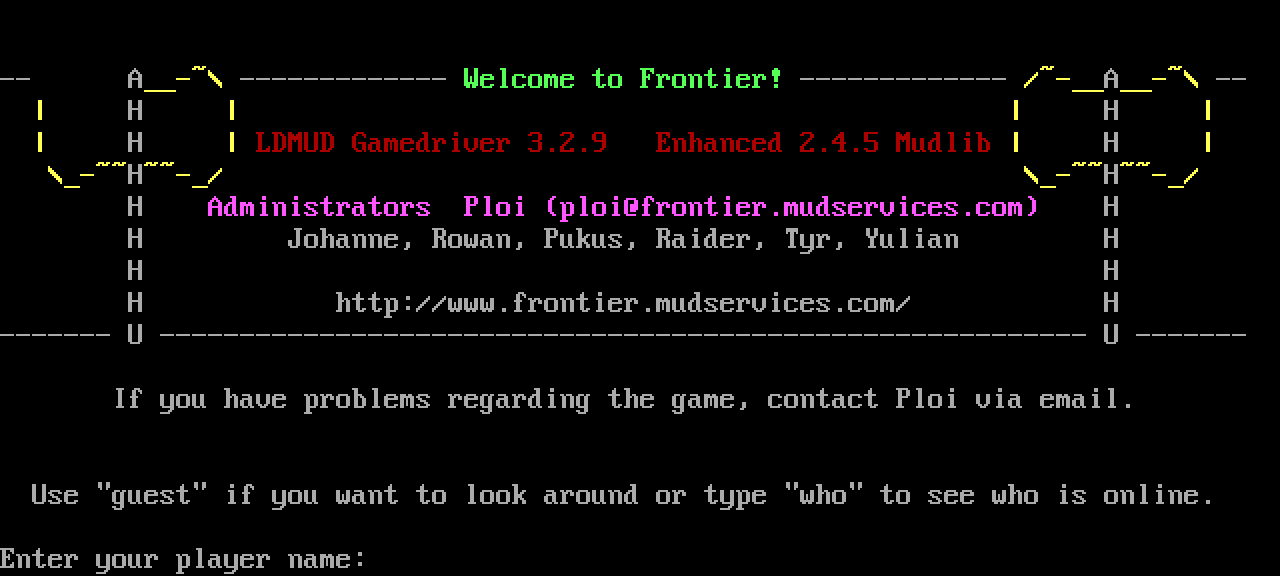 Welcome to Frontier!
LDMUD Gamedriver 3.2.9   Enhanced 2.4.5 Mudlib
Administrators  Ploi (ploi@frontier.mudservices.com)
Johanne, Rowan, Pukus, Raider, Tyr, Yulian
http://www.frontier.mudservices.com/
If you have problems regarding the game, contact Ploi via email.
Use "guest" if you want to look around or type "who" to see who is online.
Enter your player name: